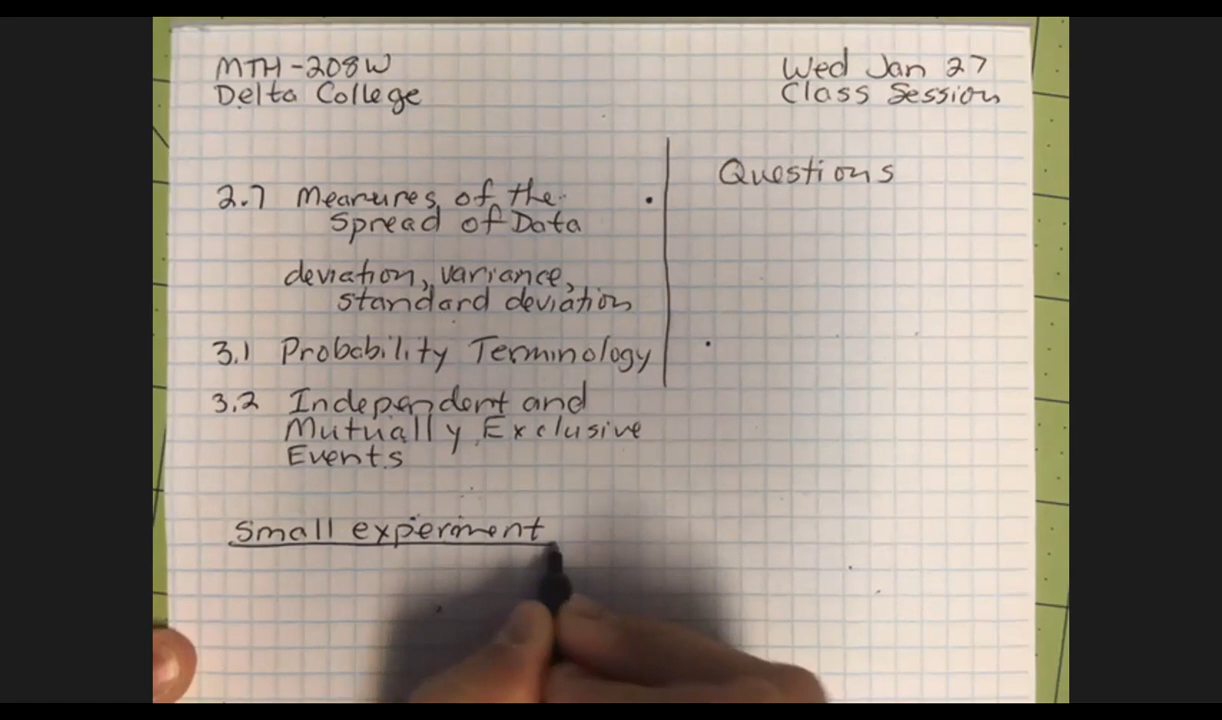 MTH-208W
Delta College
Wed Jan 27
Class Session
2.7 Measures of the
Spread of Data
deviation, variance,
standard deviation
3.1 Probability Terminology
3.2 Independent and
Mutually Exclusive
Events
Questions
Small experiment